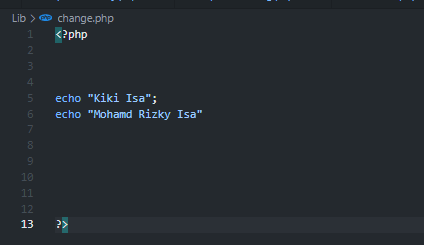 Lib > change.php
1 <?php
2
3
4
5 echo "Kiki Isa";
6 echo "Mohamd Rizky Isa"
7
8
9
10
11
12
13 ?>